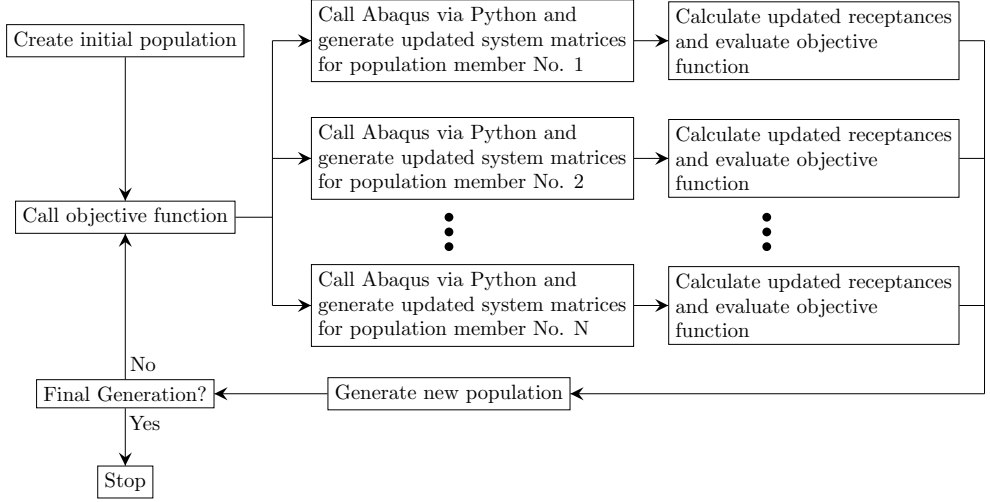 Create initial population
Call Abaqus via Python and
generate updated system matrices
for population member No. 1
Calculate updated receptances
and evaluate objective
function
Call Abaqus via Python and
generate updated system matrices
for population member No. 2
Calculate updated receptances
and evaluate objective
function
Call objective function
Call Abaqus via Python and
generate updated system matrices
for population member No. N
Calculate updated receptances
and evaluate objective
function
No
Final Generation?
Generate new population
Yes
Stop